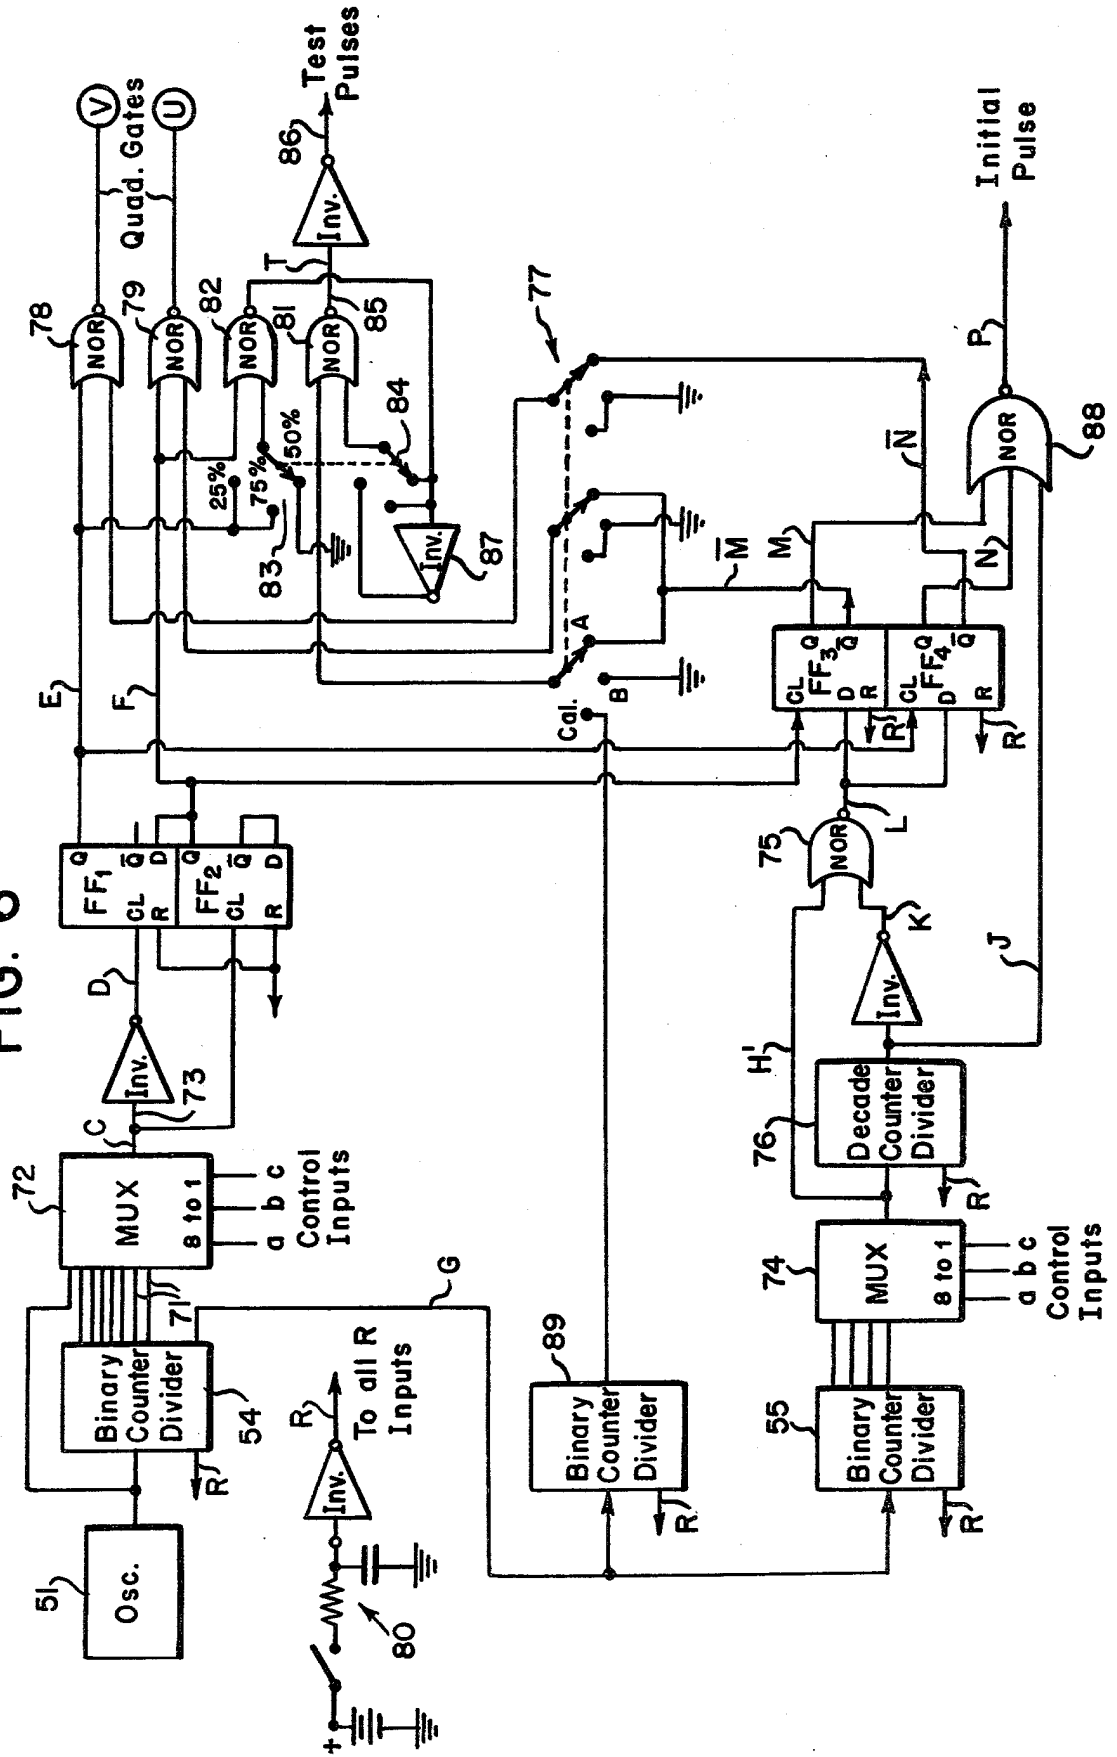 FIG. 6
51
Osc.
Binary
Counter
Divider
54
R
71
72
MUX
8 to 1
a b c
Control
Inputs
C
73
Inv.
D
FF1
Q
Q̅
CL
D
R
FF2
Q
Q̅
CL
D
R
E
F
78
NOR
79
NOR
82
NOR
81
NOR
V
U
Quad. Gates
25%
75%
50%
83
84
85
T
Inv.
86
Test
Pulses
Inv.
87
77
A
B
Cal.
+
80
Inv.
R
To all R
Inputs
G
89
Binary
Counter
Divider
R
55
Binary
Counter
Divider
R
74
MUX
8 to 1
a b c
Control
Inputs
76
Decade
Counter
Divider
R
H'
Inv.
K
J
75
NOR
L
CL
Q
FF3
Q̅
D
R
R
CL
Q
FF4
Q̅
D
R
R
M̅
M
N̅
N
NOR
88
P
Initial
Pulse